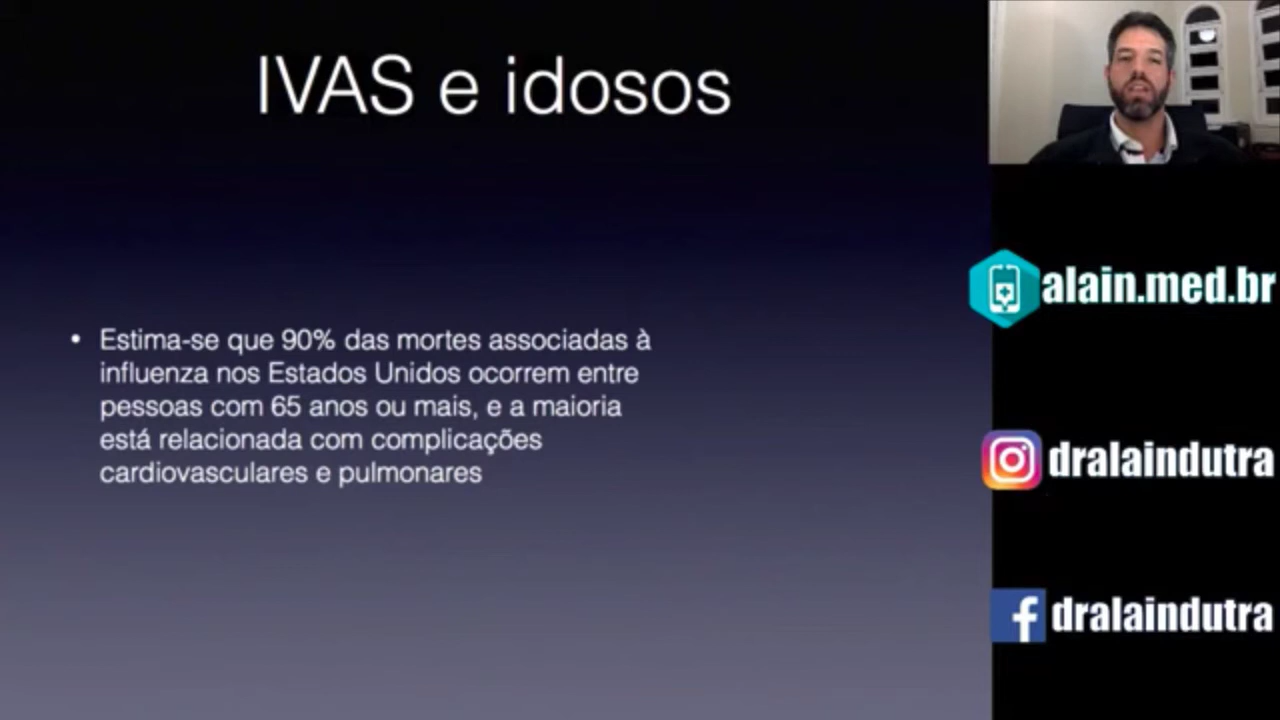 IVAS e idosos
• Estima-se que 90% das mortes associadas à
influenza nos Estados Unidos ocorrem entre
pessoas com 65 anos ou mais, e a maioria
está relacionada com complicações
cardiovasculares e pulmonares
alain.med.br
dralaindutra
dralaindutra